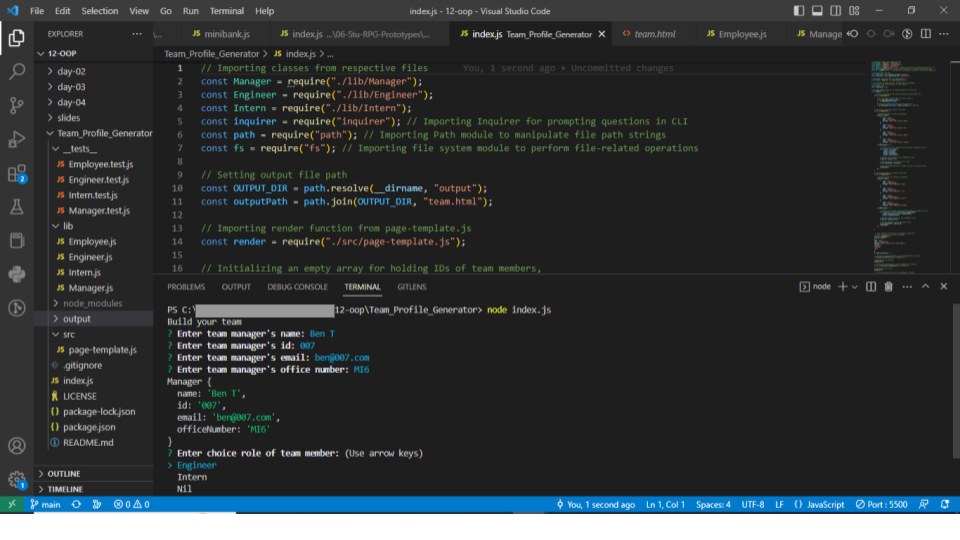 File Edit Selection View Go Run Terminal Help
index.js - 12-oop - Visual Studio Code
EXPLORER
12-OOP
day-02
day-03
day-04
slides
Team_Profile_Generator
__tests__
JS Employee.test.js
JS Engineer.test.js
JS Intern.test.js
JS Manager.test.js
lib
JS Employee.js
JS Engineer.js
JS Intern.js
JS Manager.js
node_modules
output
src
JS page-template.js
.gitignore
JS index.js
LICENSE
{} package-lock.json
{} package.json
README.md
OUTLINE
TIMELINE
2
1
JS minibank.js
JS index.js ...\06-Stu-RPG-Prototypes\...
JS index.js Team_Profile_Generator
<> team.html
JS Employee.js
JS Manage
Team_Profile_Generator > JS index.js > ...
1 // Importing classes from respective files You, 1 second ago • Uncommitted changes
2 const Manager = require("./lib/Manager");
3 const Engineer = require("./lib/Engineer");
4 const Intern = require("./lib/Intern");
5 const inquirer = require("inquirer"); // Importing Inquirer for prompting questions in CLI
6 const path = require("path"); // Importing Path module to manipulate file path strings
7 const fs = require("fs"); // Importing file system module to perform file-related operations
8
9 // Setting output file path
10 const OUTPUT_DIR = path.resolve(__dirname, "output");
11 const outputPath = path.join(OUTPUT_DIR, "team.html");
12
13 // Importing render function from page-template.js
14 const render = require("./src/page-template.js");
15
16 // Initializing an empty array for holding IDs of team members,
PROBLEMS OUTPUT DEBUG CONSOLE TERMINAL GITLENS
node
PS C:\ 12-oop\Team_Profile_Generator> node index.js
Build your team
? Enter team manager's name: Ben T
? Enter team manager's id: 007
? Enter team manager's email: ben@007.com
? Enter team manager's office number: MI6
Manager {
name: 'Ben T',
id: '007',
email: 'ben@007.com',
officeNumber: 'MI6'
}
? Enter choice role of team member: (Use arrow keys)
> Engineer
Intern
Nil
main
0 0
You, 1 second ago Ln 1, Col 1 Spaces: 4 UTF-8 LF {} JavaScript Port : 5500